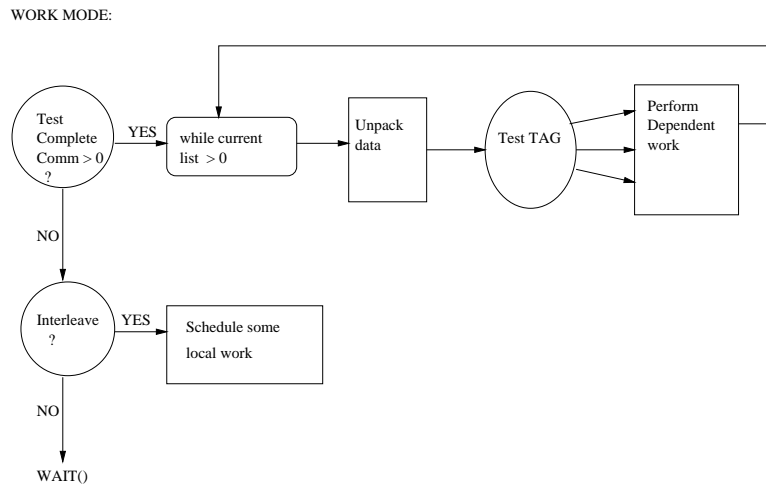 WORK MODE:
Test
Complete
Comm > 0
?
YES
while current
list > 0
Unpack
data
Test TAG
Perform
Dependent
work
NO
Interleave
?
YES
Schedule some
local work
NO
WAIT()